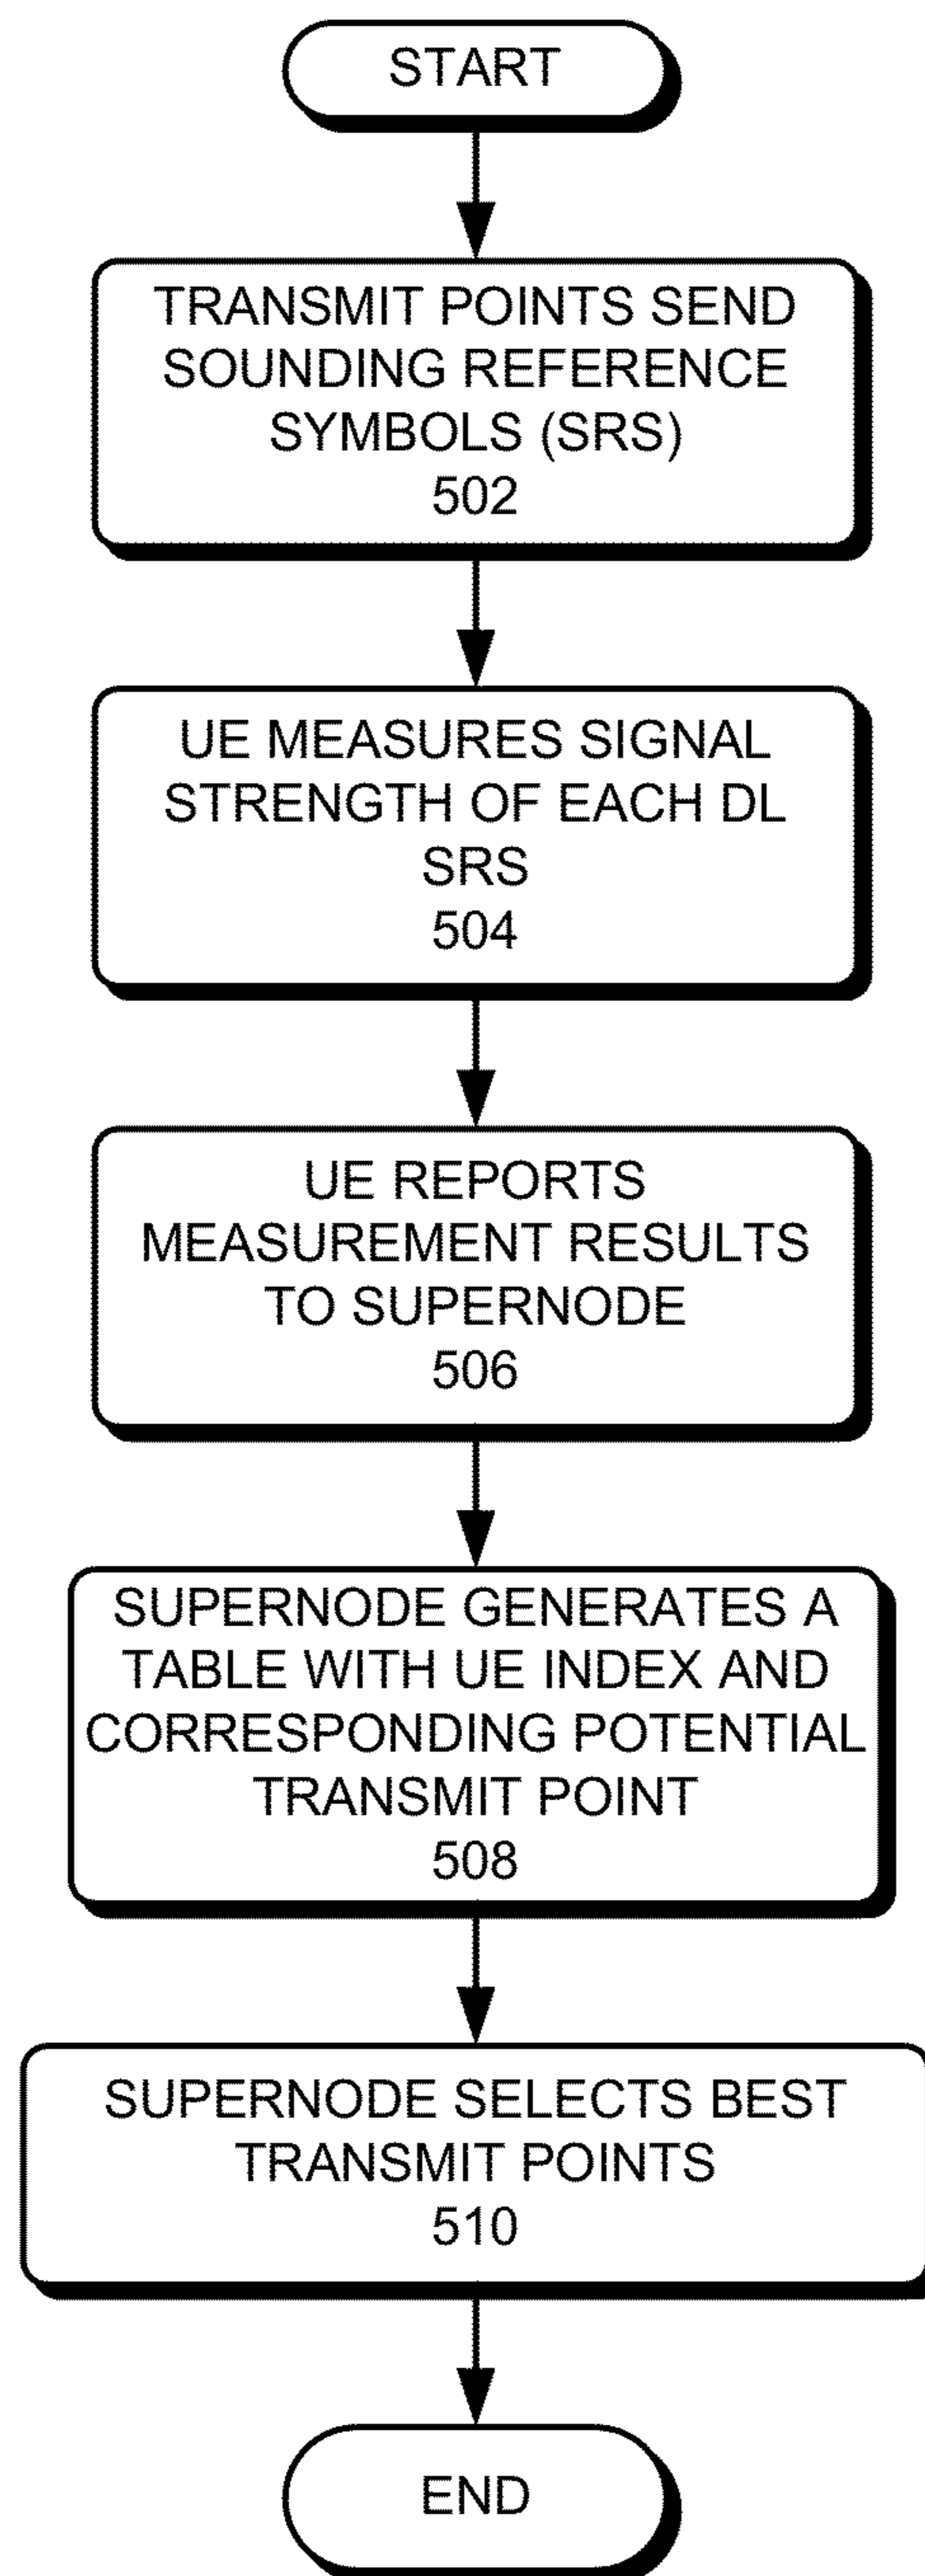 START
TRANSMIT POINTS SEND
SOUNDING REFERENCE
SYMBOLS (SRS)
502
UE MEASURES SIGNAL
STRENGTH OF EACH DL
SRS
504
UE REPORTS
MEASUREMENT RESULTS
TO SUPERNODE
506
SUPERNODE GENERATES A
TABLE WITH UE INDEX AND
CORRESPONDING POTENTIAL
TRANSMIT POINT
508
SUPERNODE SELECTS BEST
TRANSMIT POINTS
510
END